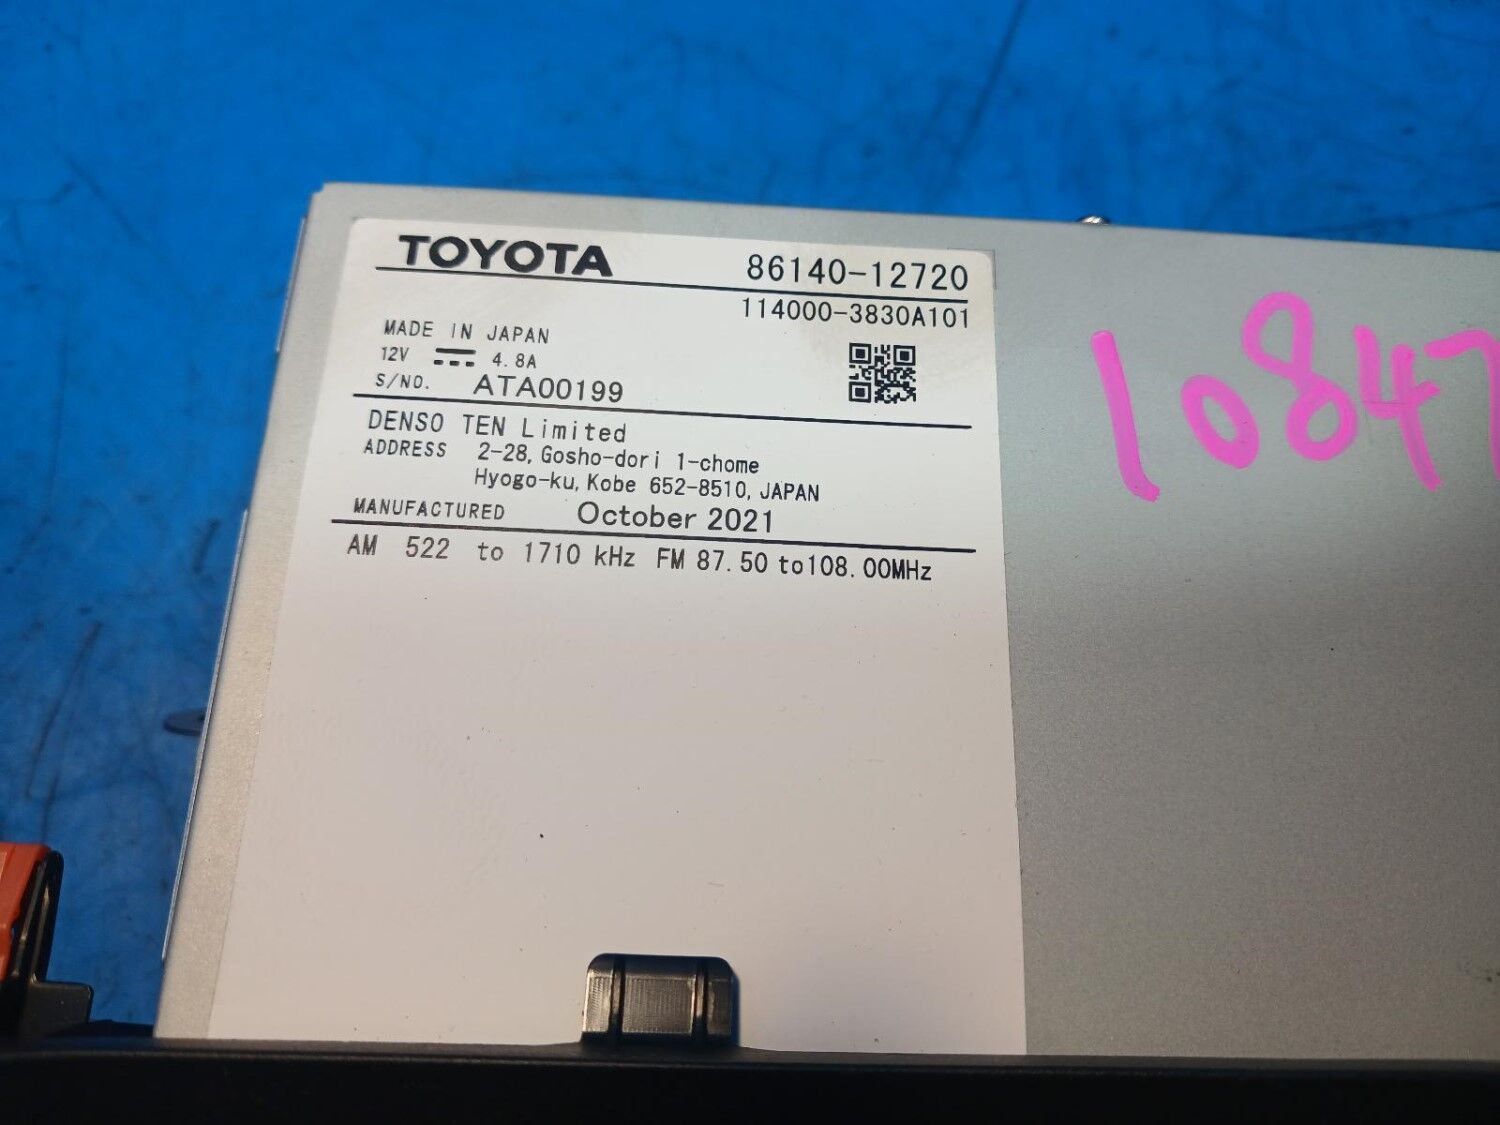 TOYOTA 86140-12720
114000-3830A101
MADE IN JAPAN
12V 4.8A
S/NO. ATA00199
DENSO TEN Limited
ADDRESS 2-28, Gosho-dori 1-chome
Hyogo-ku, Kobe 652-8510, JAPAN
MANUFACTURED October 2021
AM 522 to 1710 kHz FM 87.50 to108.00MHz
10847